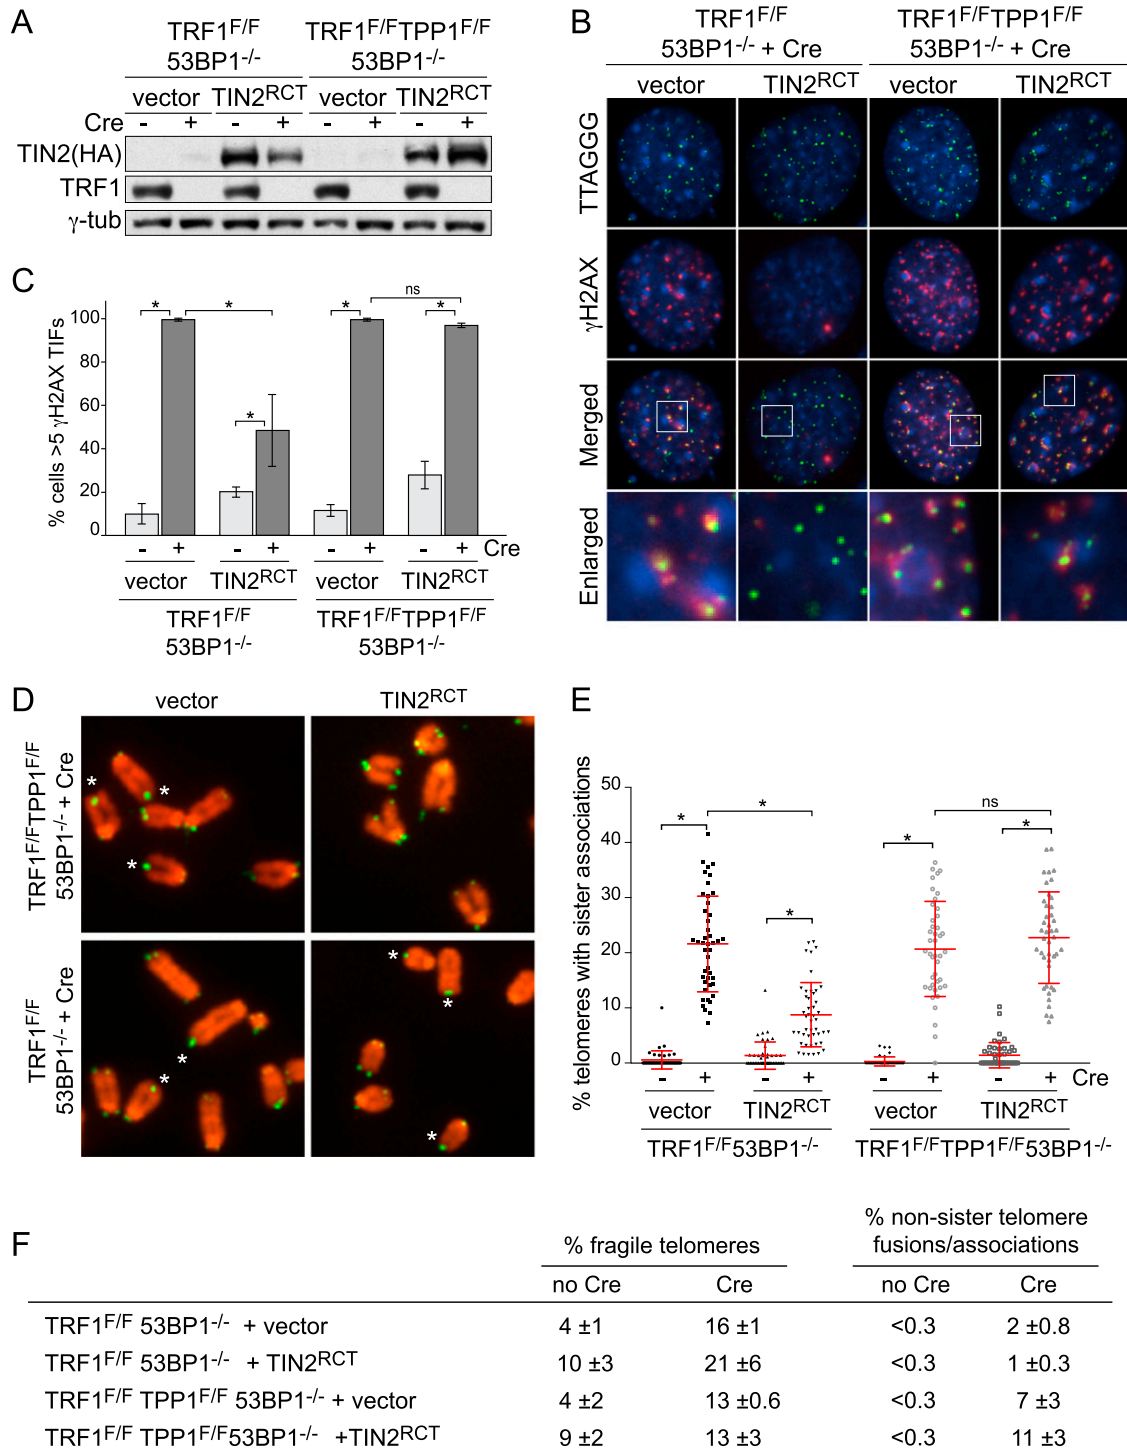 A
TRF1F/F TRF1F/FTPP1F/F
53BP1-/- 53BP1-/-
vector TIN2RCT vector TIN2RCT
Cre - + - + - + - +
TIN2(HA)
TRF1
γ-tub
B
TRF1F/F TRF1F/FTPP1F/F
53BP1-/- + Cre 53BP1-/- + Cre
vector TIN2RCT vector TIN2RCT
TTAGGG
γH2AX
Merged
Enlarged
C
% cells >5 γH2AX TIFs
100
80
60
40
20
0
* * * * ns *
- + - + - + - + Cre
vector TIN2RCT vector TIN2RCT
TRF1F/F TRF1F/FTPP1F/F
53BP1-/- 53BP1-/-
D
vector TIN2RCT
TRF1F/FTPP1F/F
53BP1-/- + Cre
* * *
TRF1F/F
53BP1-/- + Cre
* * * * *
E
% telomeres with sister associations
50
40
30
20
10
0
* * * * ns *
- + - + - + - + Cre
vector TIN2RCT vector TIN2RCT
TRF1F/F53BP1-/- TRF1F/FTPP1F/F53BP1-/-
F
% fragile telomeres % non-sister telomere fusions/associations
no Cre Cre no Cre Cre
TRF1F/F 53BP1-/- + vector 4 ±1 16 ±1 <0.3 2 ±0.8
TRF1F/F 53BP1-/- + TIN2RCT 10 ±3 21 ±6 <0.3 1 ±0.3
TRF1F/F TPP1F/F 53BP1-/- + vector 4 ±2 13 ±0.6 <0.3 7 ±3
TRF1F/F TPP1F/F53BP1-/- +TIN2RCT 9 ±2 13 ±3 <0.3 11 ±3